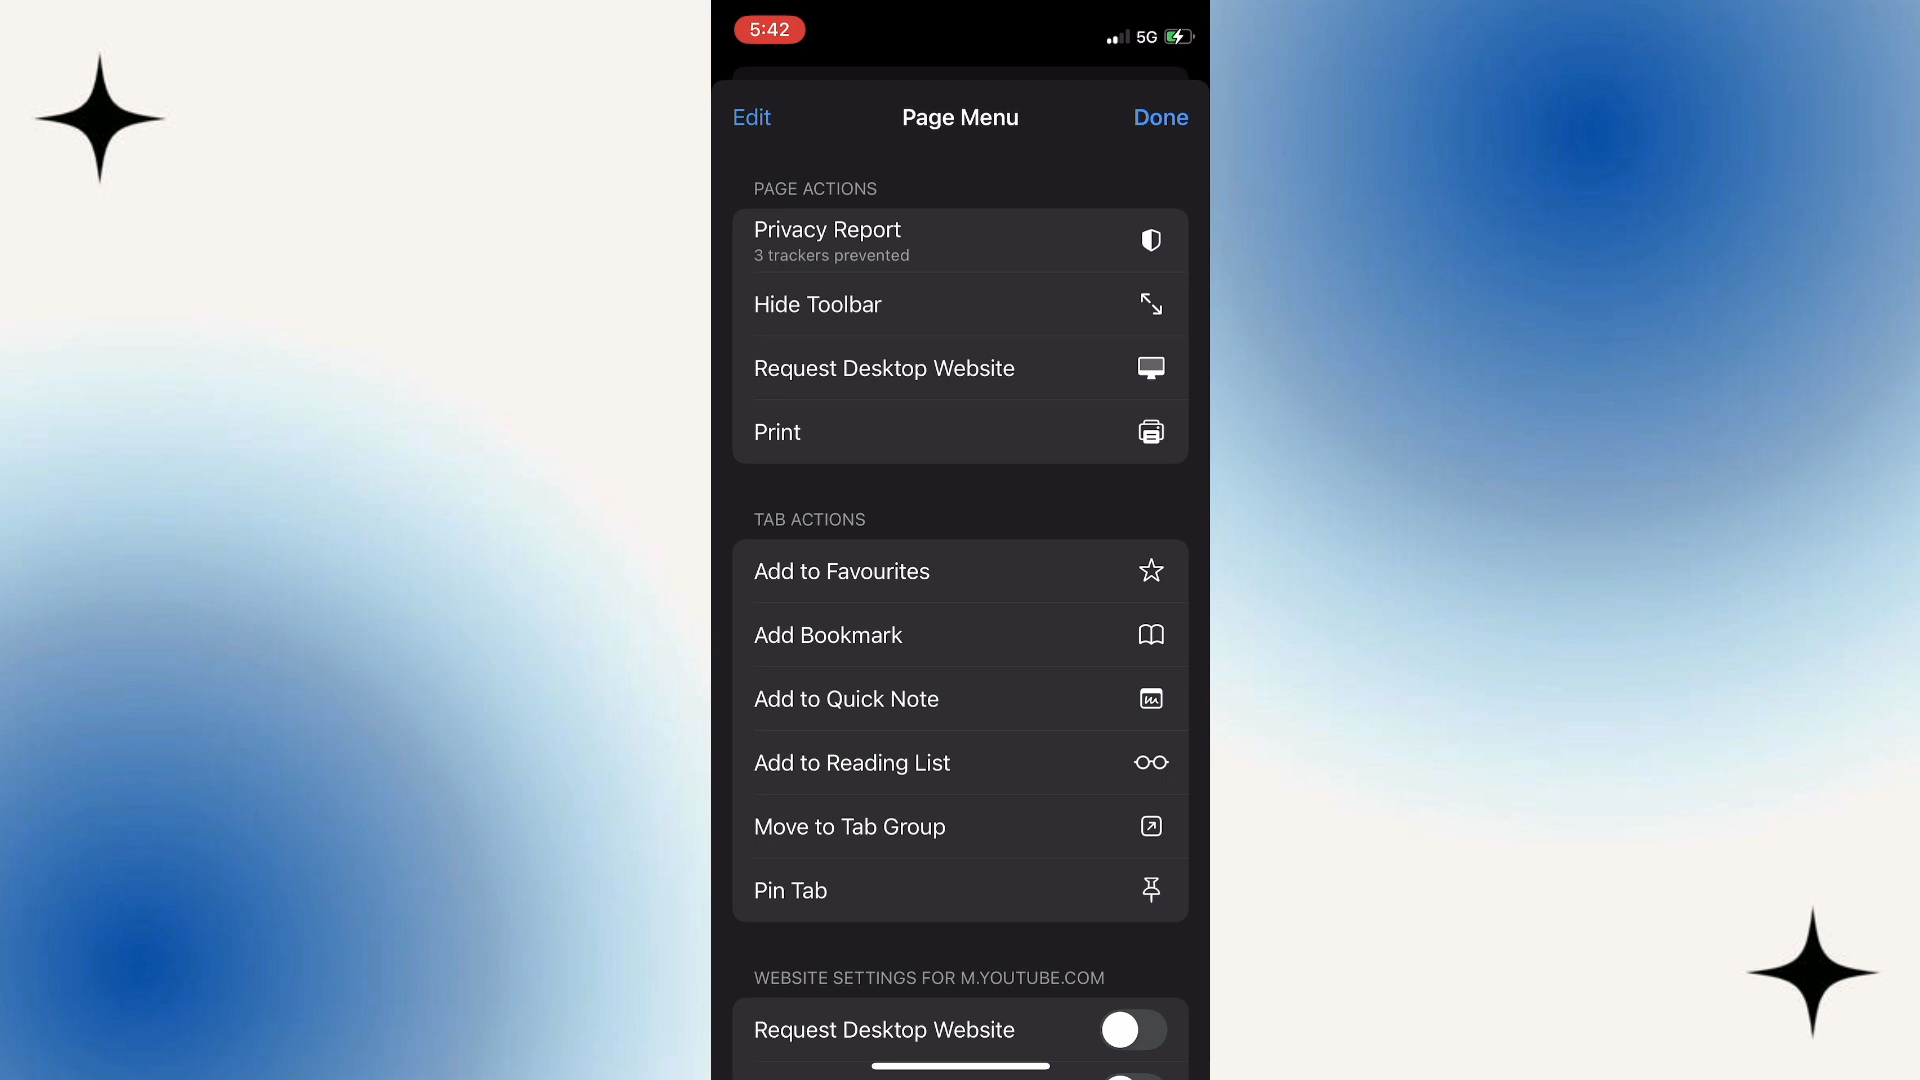 5:42
5G
Edit
Page Menu
Done
PAGE ACTIONS
Privacy Report
3 trackers prevented
Hide Toolbar
Request Desktop Website
Print
TAB ACTIONS
Add to Favourites
Add Bookmark
Add to Quick Note
Add to Reading List
Move to Tab Group
Pin Tab
WEBSITE SETTINGS FOR M.YOUTUBE.COM
Request Desktop Website